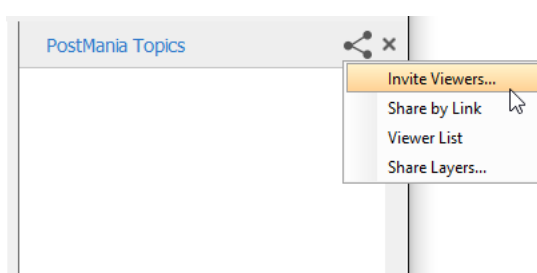 PostMania Topics
Invite Viewers...
Share by Link
Viewer List
Share Layers...